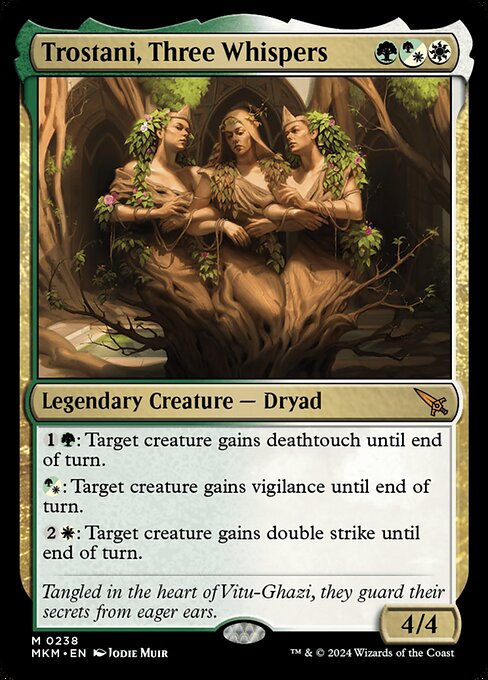 Trostani, Three Whispers
Legendary Creature — Dryad
1 : Target creature gains deathtouch until end
of turn.
: Target creature gains vigilance until end of
turn.
2 : Target creature gains double strike until
end of turn.
Tangled in the heart of Vitu-Ghazi, they guard their
secrets from eager ears.
4/4
M 0238
MKM • EN Jodie Muir
™ & © 2024 Wizards of the Coast